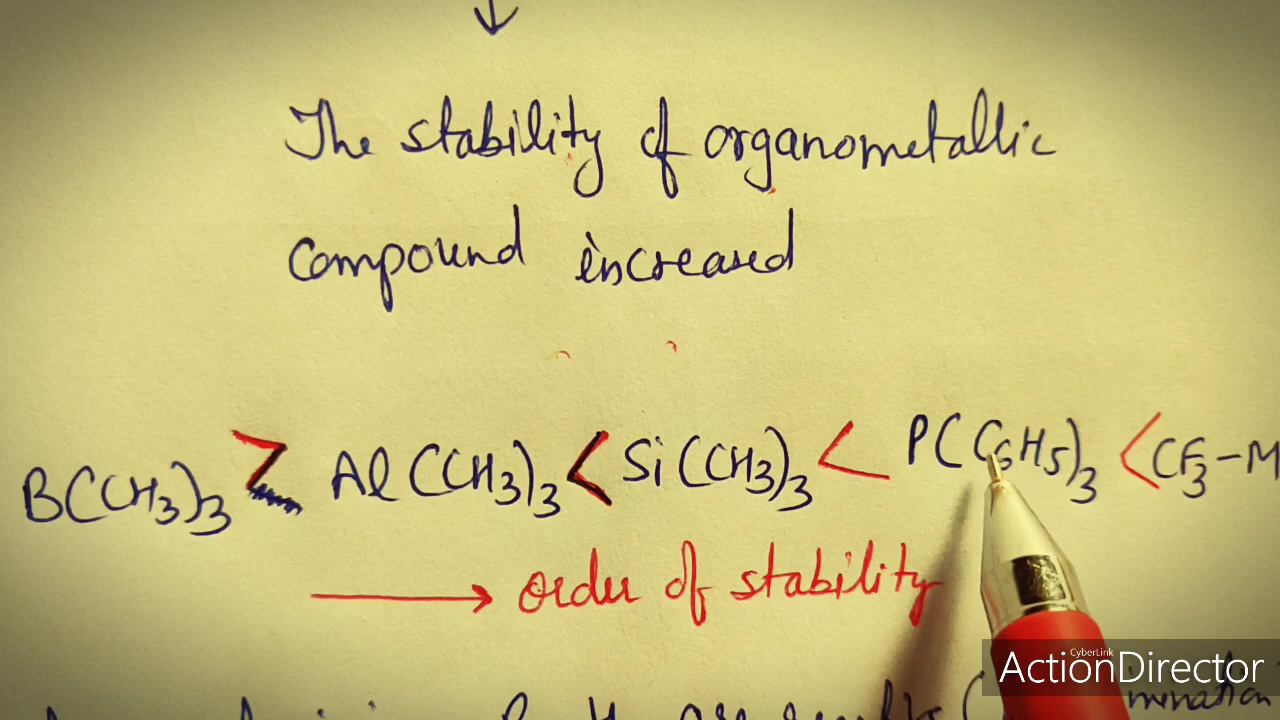 The stability of organometallic
compound increased
B(CH3)3 > Al(CH3)3 < Si(CH3)3 < P(C6H5)3 < CF3-M
→ order of stability
CyberLink
ActionDirector